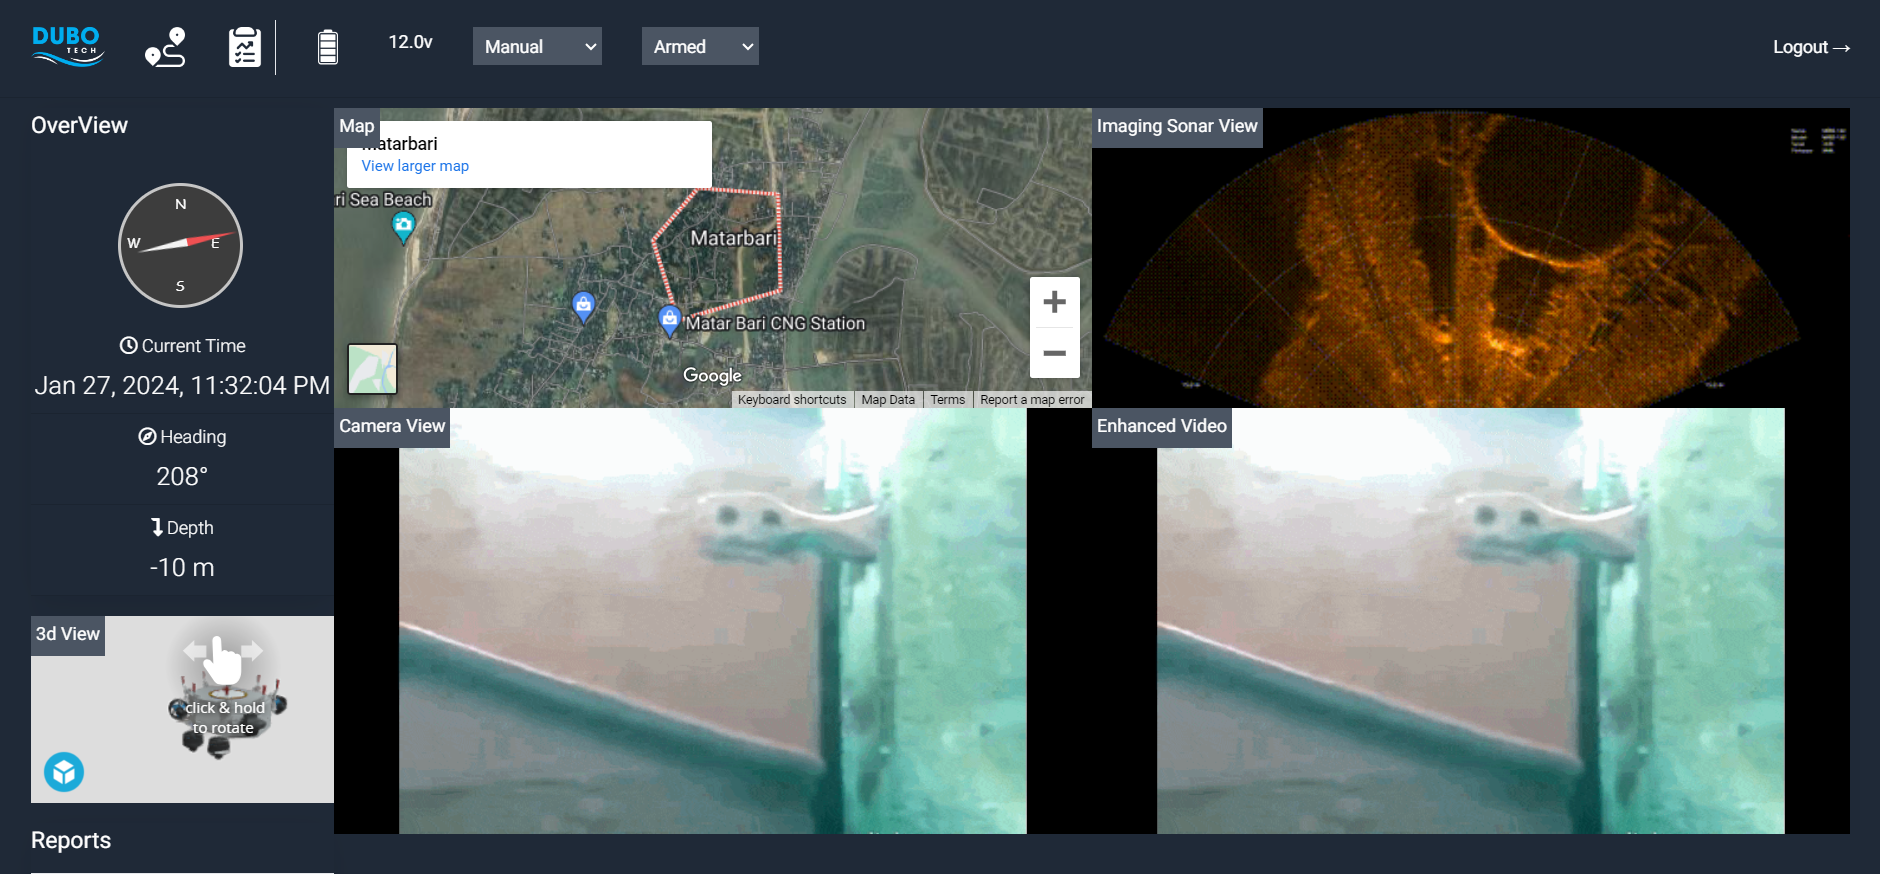 DUBO
TECH
12.0v
Manual
Armed
Logout →
OverView
N
W
E
S
Current Time
Jan 27, 2024, 11:32:04 PM
Heading
208°
Depth
-10 m
3d View
click & hold
to rotate
Reports
Map
atarbari
View larger map
ri Sea Beach
Matarbari
Matar Bari CNG Station
Google
Keyboard shortcuts
Map Data
Terms
Report a map error
Imaging Sonar View
Camera View
Enhanced Video